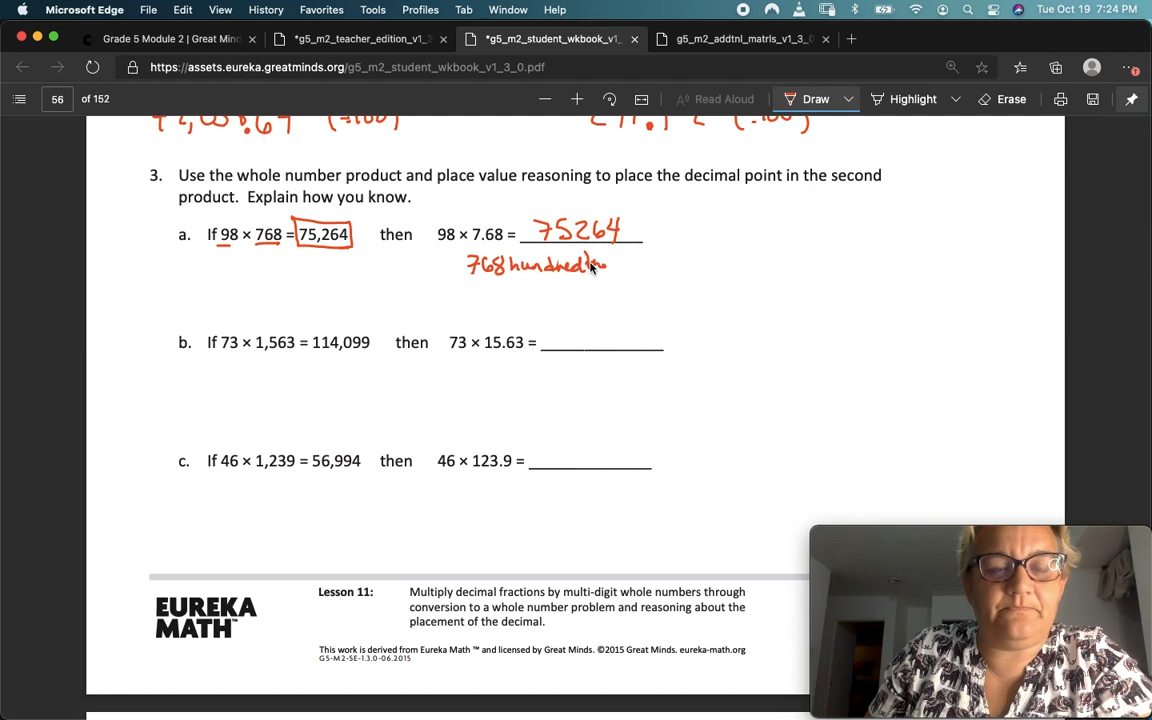 Microsoft Edge File Edit View History Favorites Tools Profiles Tab Window Help Tue Oct 19 7:24 PM
Grade 5 Module 2 | Great Mind *g5_m2_teacher_edition_v1_3 *g5_m2_student_wkbook_v1_ g5_m2_addtnl_matrls_v1_3_0.
https://assets.eureka.greatminds.org/g5_m2_student_wkbook_v1_3_0.pdf
56 of 152 Read Aloud Draw Highlight Erase
3. Use the whole number product and place value reasoning to place the decimal point in the second
product. Explain how you know.
a. If 98 × 768 = 75,264 then 98 × 7.68 = 75264
768 hundred
b. If 73 × 1,563 = 114,099 then 73 × 15.63 =
c. If 46 × 1,239 = 56,994 then 46 × 123.9 =
EUREKA
MATH™
Lesson 11: Multiply decimal fractions by multi-digit whole numbers through
conversion to a whole number problem and reasoning about the
placement of the decimal.
This work is derived from Eureka Math ™ and licensed by Great Minds. ©2015 Great Minds. eureka-math.org
G5-M2-SE-1.3.0-06.2015